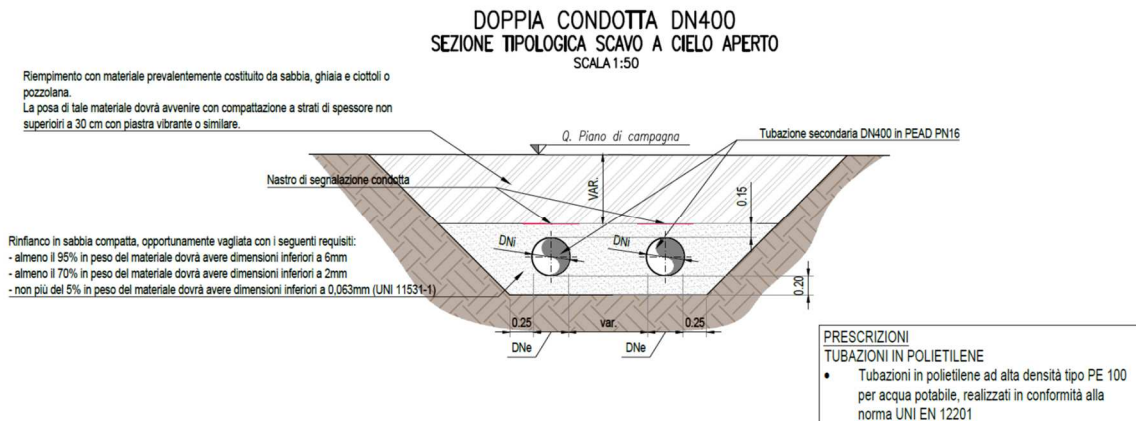 DOPPIA CONDOTTA DN400
SEZIONE TIPOLOGICA SCAVO A CIELO APERTO
SCALA 1:50
Riempimento con materiale prevalentemente costituito da sabbia, ghiaia e ciottoli o
pozzolana.
La posa di tale materiale dovrà avvenire con compattazione a strati di spessore non
superioiri a 30 cm con piastra vibrante o similare.
Q. Piano di campagna
Tubazione secondaria DN400 in PEAD PN16
Nastro di segnalazione condotta
VAR.
0.15
Rinfianco in sabbia compatta, opportunamente vagliata con i seguenti requisiti:
- almeno il 95% in peso del materiale dovrà avere dimensioni inferiori a 6mm
- almeno il 70% in peso del materiale dovrà avere dimensioni inferiori a 2mm
- non più del 5% in peso del materiale dovrà avere dimensioni inferiori a 0,063mm (UNI 11531-1)
DNi
DNi
0.20
0.25
var.
0.25
DNe
DNe
PRESCRIZIONI
TUBAZIONI IN POLIETILENE
• Tubazioni in polietilene ad alta densità tipo PE 100
per acqua potabile, realizzati in conformità alla
norma UNI EN 12201